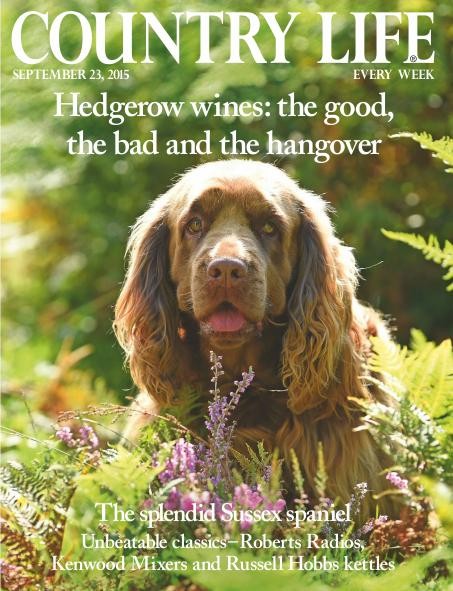 COUNTRY LIFE®
SEPTEMBER 23, 2015 EVERY WEEK
Hedgerow wines: the good,
the bad and the hangover
The splendid Sussex spaniel
Unbeatable classics–Roberts Radios,
Kenwood Mixers and Russell Hobbs kettles